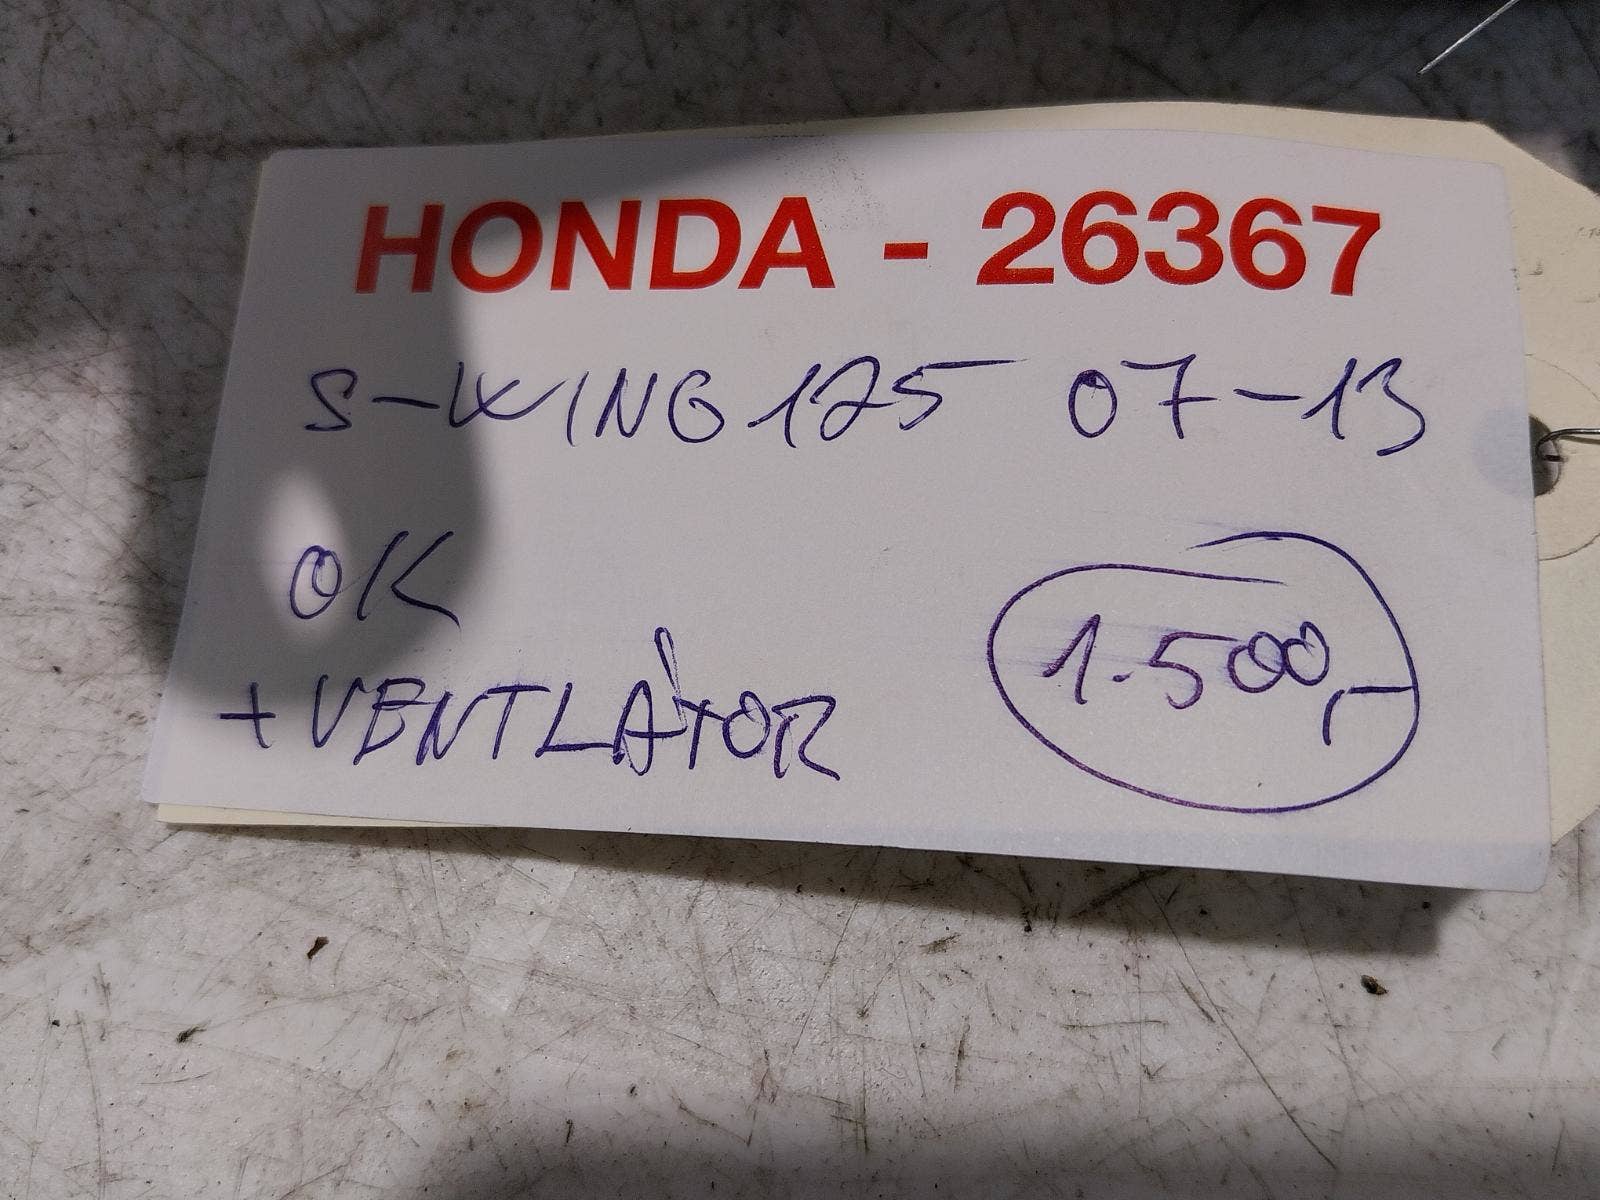 HONDA - 26367
S-WING 125 07-13
OK
+ VENTLÁTOR
1.500,-